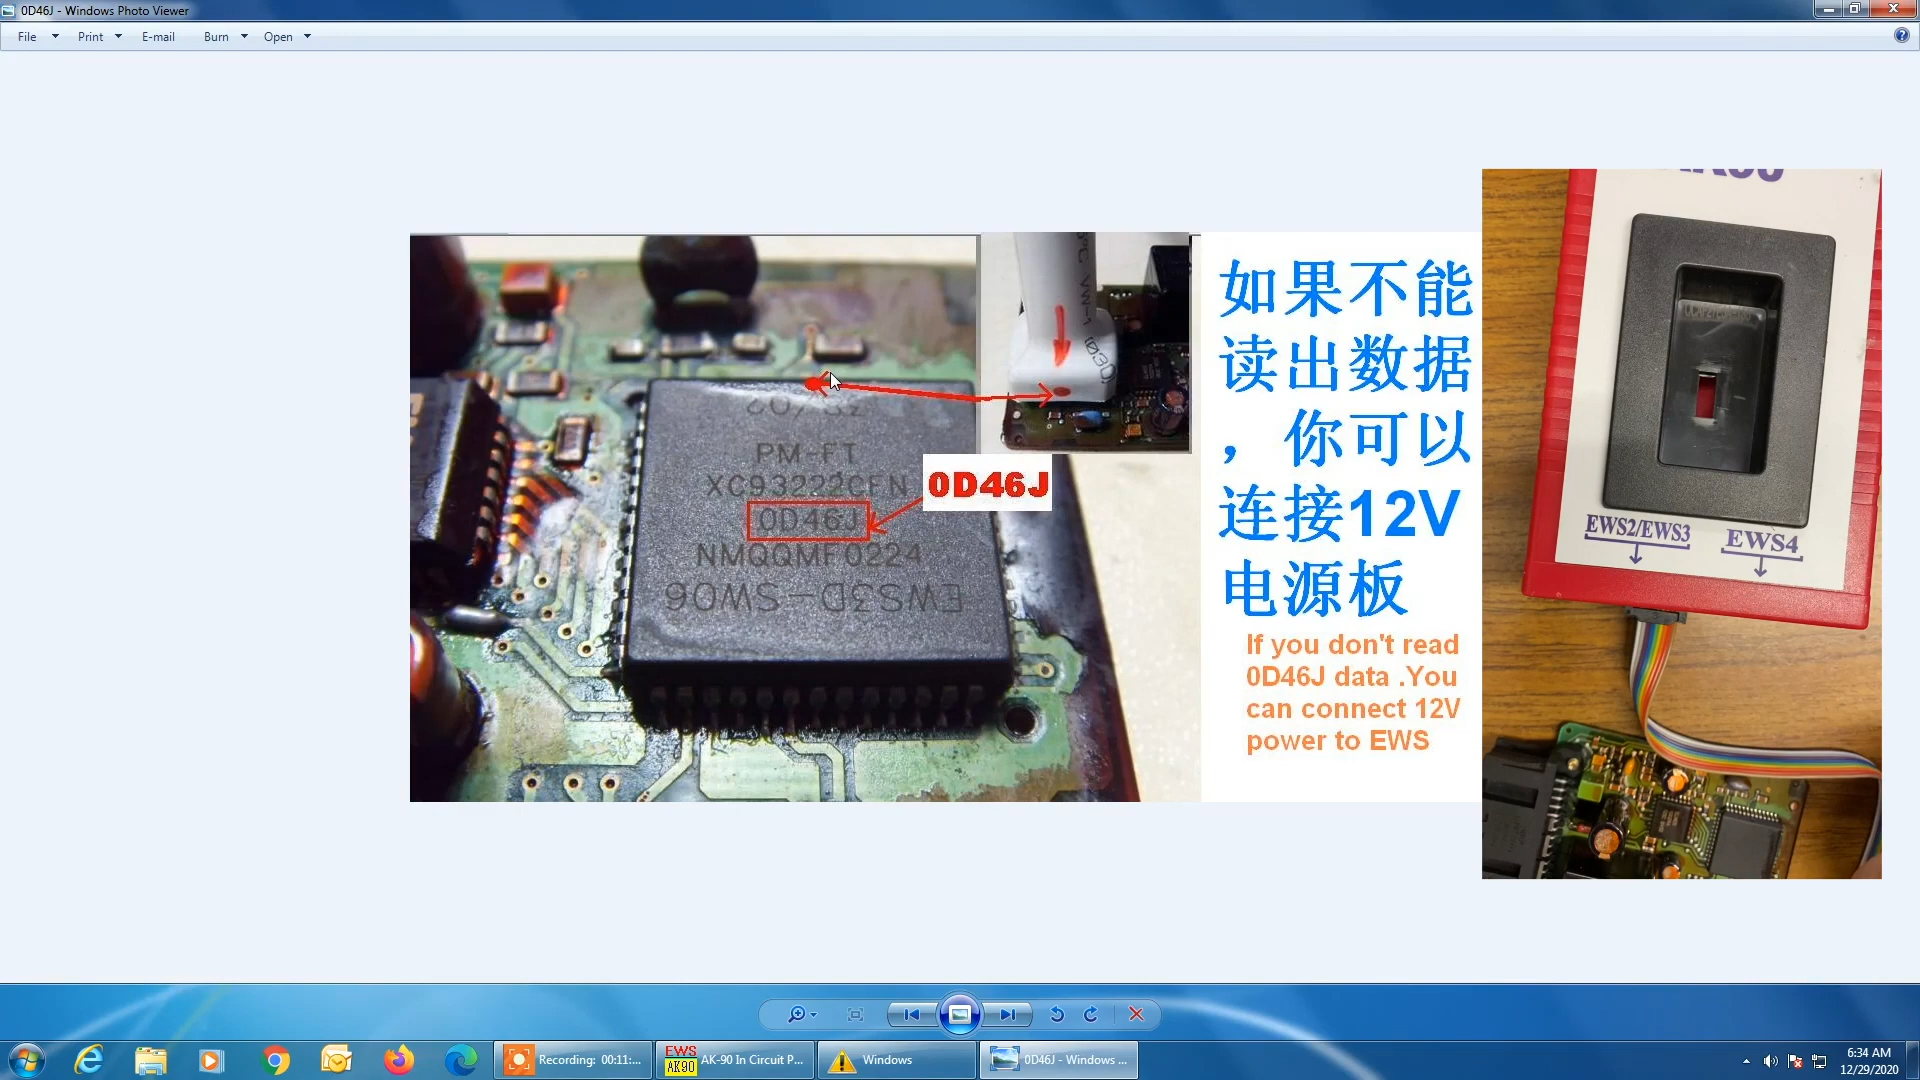 0D46J - Windows Photo Viewer
File Print E-mail Burn Open
如果不能
读出数据
，你可以
连接12V
电源板
If you don't read
0D46J data .You
can connect 12V
power to EWS
PM-FT
XC93222CFN
0D46J
NMQQMF0224
EWS3D-SW06
0D46J
EWS2/EWS3
EWS4
Recording: 00:11:...
EWS
AK90
AK-90 In Circuit P...
Windows
0D46J - Windows ...
6:34 AM
12/29/2020